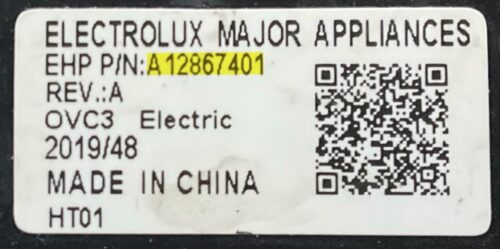 ELECTROLUX MAJOR APPLIANCES
EHP P/N:A12867401
REV.:A
OVC3 Electric
2019/48
MADE IN CHINA
HT01